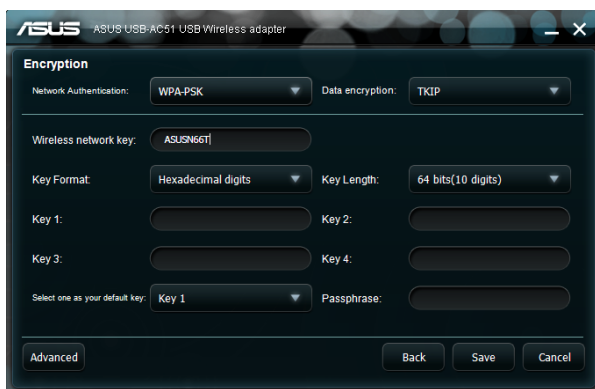 ASUS ASUS USB-AC51 USB Wireless adapter
Encryption
Network Authentication: WPA-PSK Data encryption: TKIP
Wireless network key: ASUSN66T
Key Format: Hexadecimal digits Key Length: 64 bits(10 digits)
Key 1: Key 2:
Key 3: Key 4:
Select one as your default key: Key 1 Passphrase:
Advanced Back Save Cancel